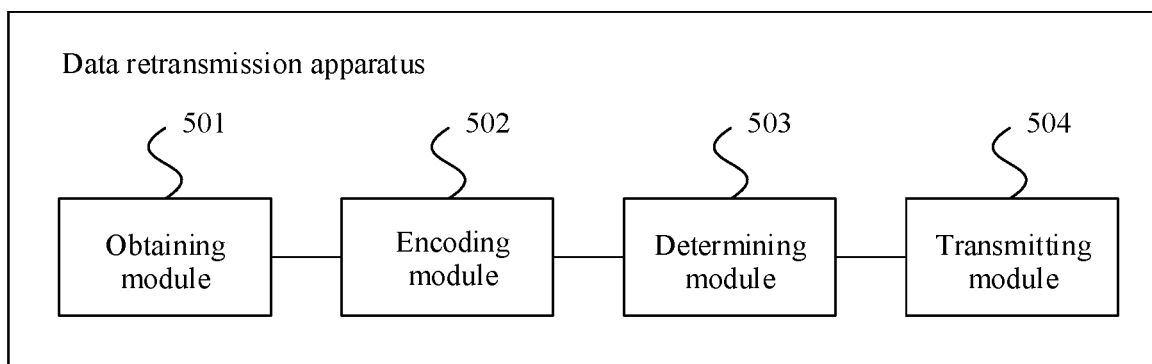 Data retransmission apparatus
501
502
503
504
Obtaining
module
Encoding
module
Determining
module
Transmitting
module